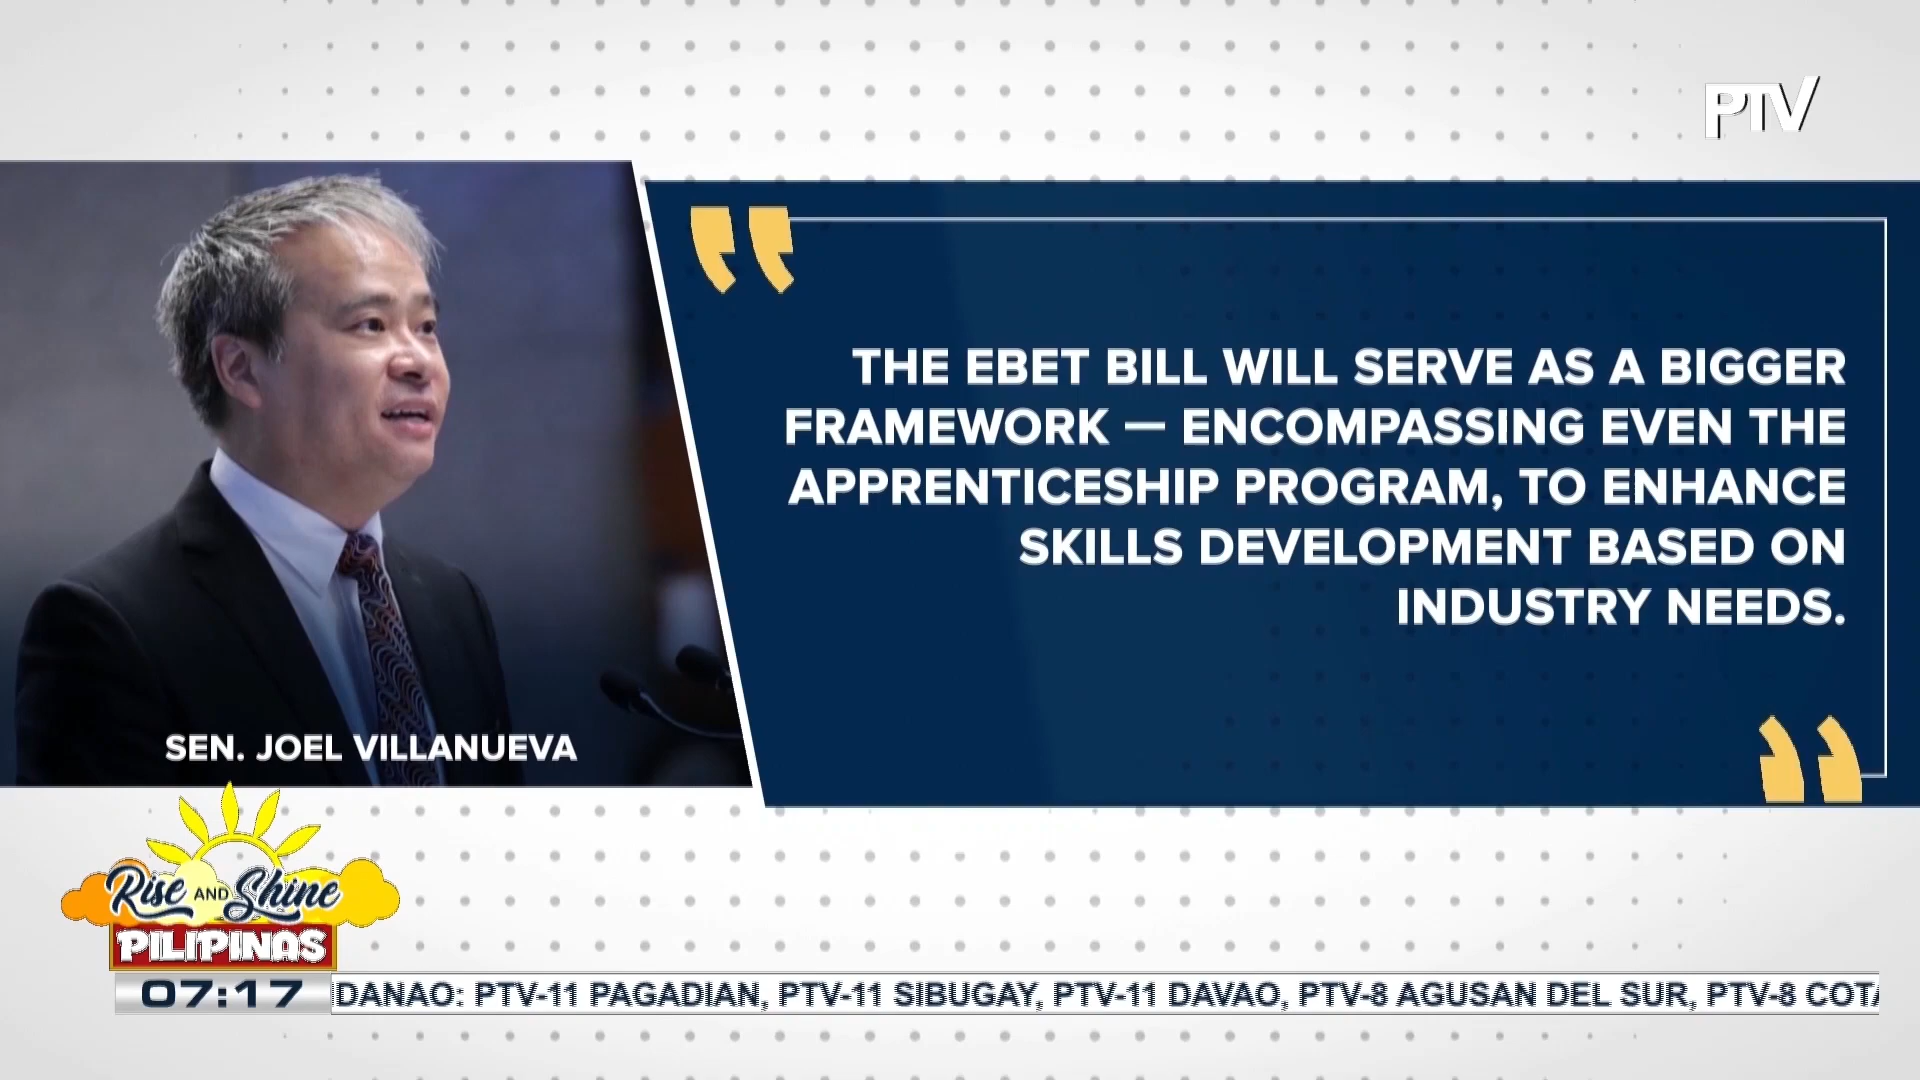 PTV
THE EBET BILL WILL SERVE AS A BIGGER
FRAMEWORK — ENCOMPASSING EVEN THE
APPRENTICESHIP PROGRAM, TO ENHANCE
SKILLS DEVELOPMENT BASED ON
INDUSTRY NEEDS.
SEN. JOEL VILLANUEVA
Rise AND Shine
PILIPINAS
07:17 DANAO: PTV-11 PAGADIAN, PTV-11 SIBUGAY, PTV-11 DAVAO, PTV-8 AGUSAN DEL SUR, PTV-8 COTA